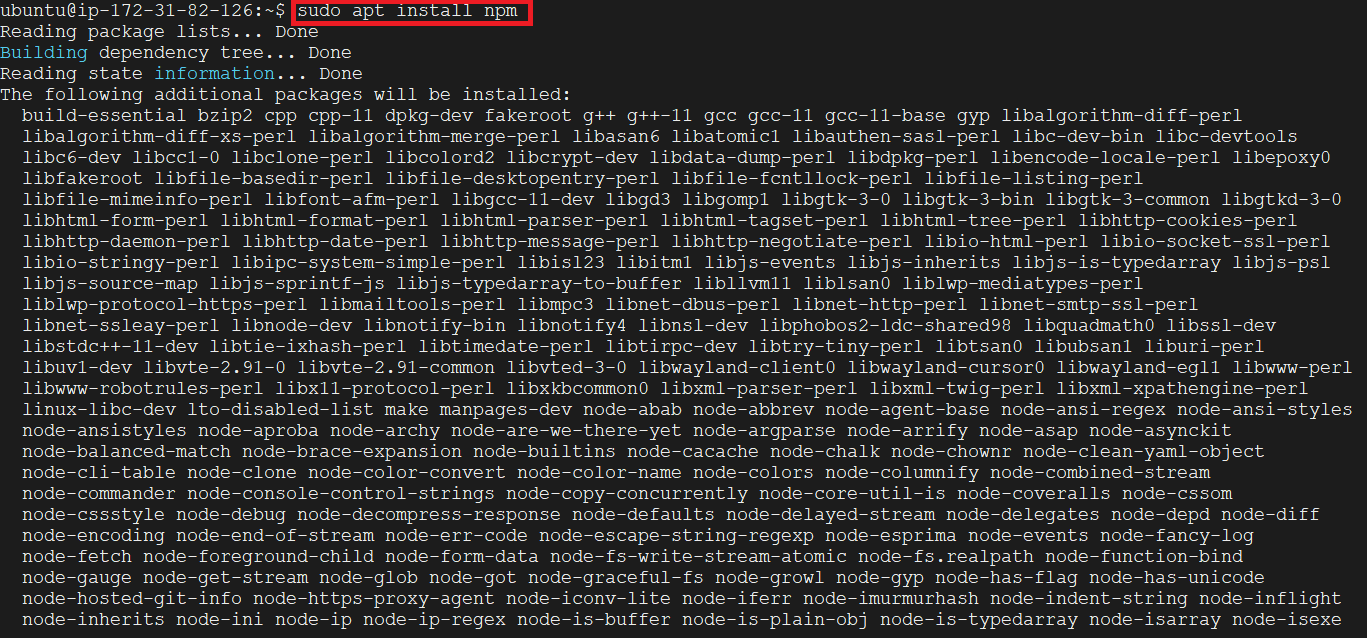 ubuntu@ip-172-31-82-126:~$ sudo apt install npm
Reading package lists... Done
Building dependency tree... Done
Reading state information... Done
The following additional packages will be installed:
  build-essential bzip2 cpp cpp-11 dpkg-dev fakeroot g++ g++-11 gcc gcc-11 gcc-11-base gyp libalgorithm-diff-perl
  libalgorithm-diff-xs-perl libalgorithm-merge-perl libasan6 libatomic1 libauthen-sasl-perl libc-dev-bin libc-devtools
  libc6-dev libcc1-0 libclone-perl libcolord2 libcrypt-dev libdata-dump-perl libdpkg-perl libencode-locale-perl libepoxy0
  libfakeroot libfile-basedir-perl libfile-desktopentry-perl libfile-fcntllock-perl libfile-listing-perl
  libfile-mimeinfo-perl libfont-afm-perl libgcc-11-dev libgd3 libgomp1 libgtk-3-0 libgtk-3-bin libgtk-3-common libgtkd-3-0
  libhtml-form-perl libhtml-format-perl libhtml-parser-perl libhtml-tagset-perl libhtml-tree-perl libhttp-cookies-perl
  libhttp-daemon-perl libhttp-date-perl libhttp-message-perl libhttp-negotiate-perl libio-html-perl libio-socket-ssl-perl
  libio-stringy-perl libipc-system-simple-perl libisl23 libitm1 libjs-events libjs-inherits libjs-is-typedarray libjs-psl
  libjs-source-map libjs-sprintf-js libjs-typedarray-to-buffer libllvm11 liblsan0 liblwp-mediatypes-perl
  liblwp-protocol-https-perl libmailtools-perl libmpc3 libnet-dbus-perl libnet-http-perl libnet-smtp-ssl-perl
  libnet-ssleay-perl libnode-dev libnotify-bin libnotify4 libnsl-dev libphobos2-ldc-shared98 libquadmath0 libssl-dev
  libstdc++-11-dev libtie-ixhash-perl libtimedate-perl libtirpc-dev libtry-tiny-perl libtsan0 libubsan1 liburi-perl
  libuv1-dev libvte-2.91-0 libvte-2.91-common libvted-3-0 libwayland-client0 libwayland-cursor0 libwayland-egl1 libwww-perl
  libwww-robotrules-perl libx11-protocol-perl libxkbcommon0 libxml-parser-perl libxml-twig-perl libxml-xpathengine-perl
  linux-libc-dev lto-disabled-list make manpages-dev node-abab node-abbrev node-agent-base node-ansi-regex node-ansi-styles
  node-ansistyles node-aproba node-archy node-are-we-there-yet node-argparse node-arrify node-asap node-asynckit
  node-balanced-match node-brace-expansion node-builtins node-cacache node-chalk node-chownr node-clean-yaml-object
  node-cli-table node-clone node-color-convert node-color-name node-colors node-columnify node-combined-stream
  node-commander node-console-control-strings node-copy-concurrently node-core-util-is node-coveralls node-cssom
  node-cssstyle node-debug node-decompress-response node-defaults node-delayed-stream node-delegates node-depd node-diff
  node-encoding node-end-of-stream node-err-code node-escape-string-regexp node-esprima node-events node-fancy-log
  node-fetch node-foreground-child node-form-data node-fs-write-stream-atomic node-fs.realpath node-function-bind
  node-gauge node-get-stream node-glob node-got node-graceful-fs node-growl node-gyp node-has-flag node-has-unicode
  node-hosted-git-info node-https-proxy-agent node-iconv-lite node-iferr node-imurmurhash node-indent-string node-inflight
  node-inherits node-ini node-ip node-ip-regex node-is-buffer node-is-plain-obj node-is-typedarray node-isarray node-isexe